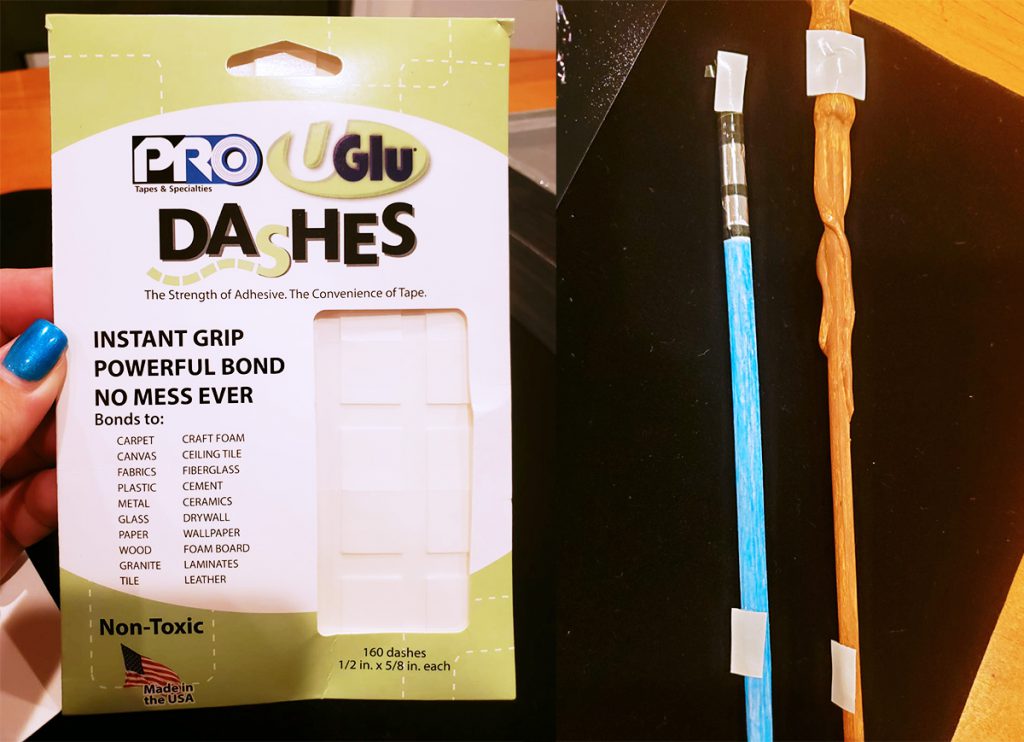 PRO
Tapes & Specialties
UGlu
DASHES
The Strength of Adhesive. The Convenience of Tape.
INSTANT GRIP
POWERFUL BOND
NO MESS EVER
Bonds to:
CARPET
CANVAS
FABRICS
PLASTIC
METAL
GLASS
PAPER
WOOD
GRANITE
TILE
CRAFT FOAM
CEILING TILE
FIBERGLASS
CEMENT
CERAMICS
DRYWALL
WALLPAPER
FOAM BOARD
LAMINATES
LEATHER
Non-Toxic
Made in
the USA
160 dashes
1/2 in. x 5/8 in. each